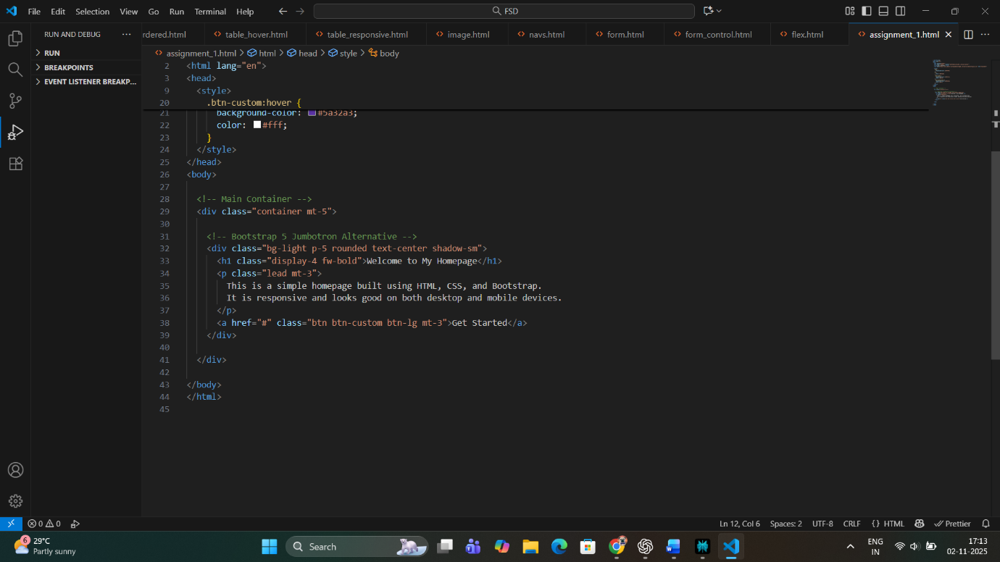 File Edit Selection View Go Run Terminal Help
FSD
RUN AND DEBUG
rdered.html table_hover.html table_responsive.html image.html navs.html form.html form_control.html flex.html assignment_1.html
RUN
BREAKPOINTS
EVENT LISTENER BREAKP...
assignment_1.html > html > head > style > body
2 <html lang="en">
3 <head>
9 <style>
20 .btn-custom:hover {
21 background-color: #5a32a3;
22 color: #fff;
23 }
24 </style>
25 </head>
26 <body>
27
28 <!-- Main Container -->
29 <div class="container mt-5">
30
31 <!-- Bootstrap 5 Jumbotron Alternative -->
32 <div class="bg-light p-5 rounded text-center shadow-sm">
33 <h1 class="display-4 fw-bold">Welcome to My Homepage</h1>
34 <p class="lead mt-3">
35 This is a simple homepage built using HTML, CSS, and Bootstrap.
36 It is responsive and looks good on both desktop and mobile devices.
37 </p>
38 <a href="#" class="btn btn-custom btn-lg mt-3">Get Started</a>
39 </div>
40
41 </div>
42
43 </body>
44 </html>
45
0 0 Ln 12, Col 6 Spaces: 2 UTF-8 CRLF {} HTML Prettier
6 29°C
Partly sunny
Search
ENG
IN
17:13
02-11-2025